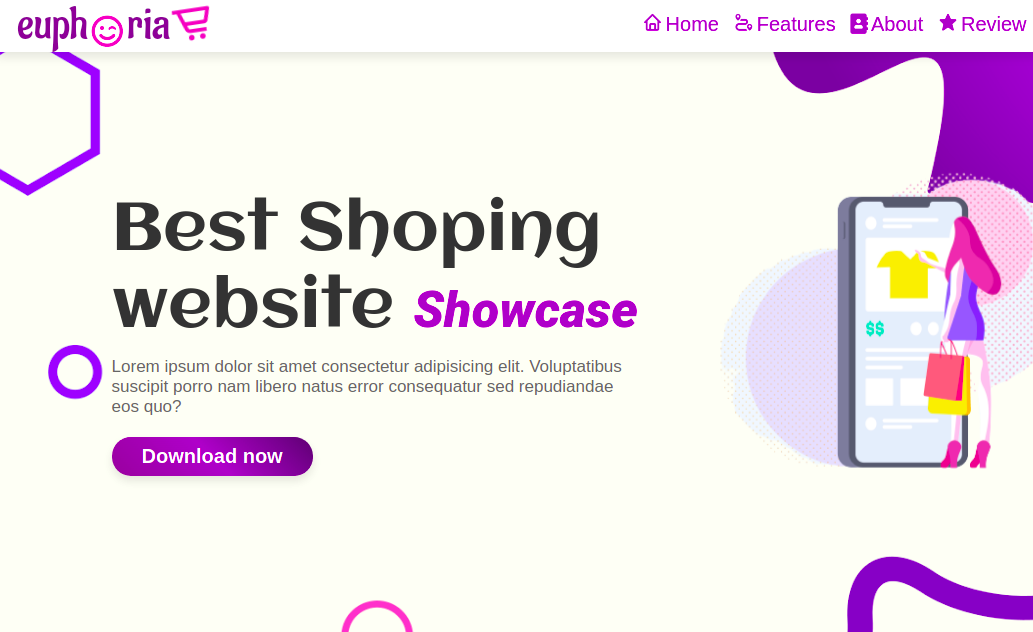 euphoria
Home Features About Review
Best Shoping
website Showcase
Lorem ipsum dolor sit amet consectetur adipisicing elit. Voluptatibus
suscipit porro nam libero natus error consequatur sed repudiandae
eos quo?
$$
Download now